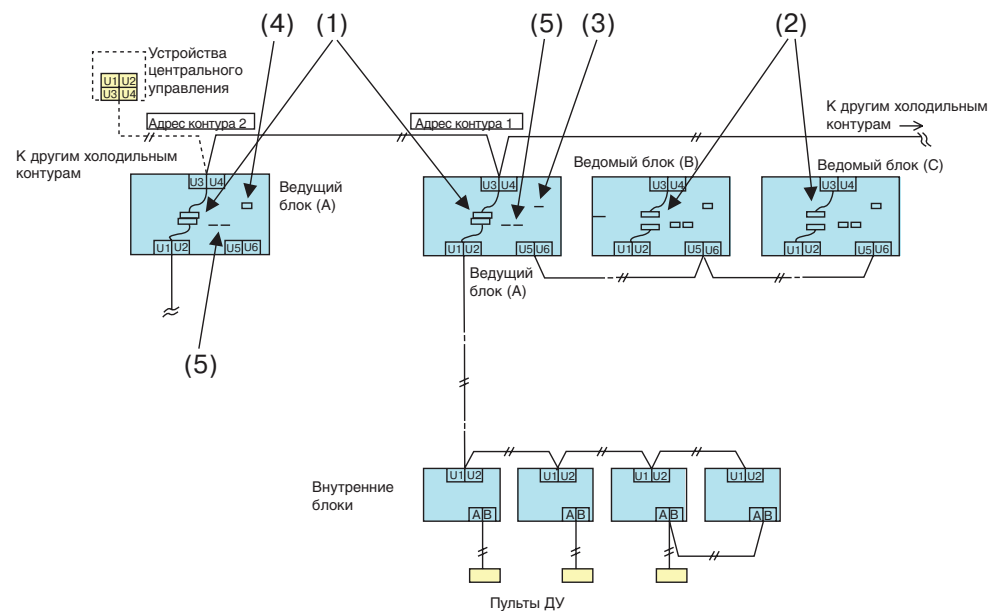 (4) (1) (5) (3) (2)
Устройства
центрального
управления
U1 U2
U3 U4
Адрес контура 2
Адрес контура 1
К другим холодильным
контурам
К другим холодильным
контурам
Ведомый блок (B)
Ведомый блок (C)
U3 U4
U3 U4
U3 U4
U3 U4
Ведущий
блок (A)
U1 U2 U5 U6
U1 U2 U5 U6
U1 U2 U5 U6
U1 U2 U5 U6
Ведущий
блок (A)
(5)
U1 U2
U1 U2
U1 U2
U1 U2
Внутренние
блоки
A B
A B
A B
A B
Пульты ДУ